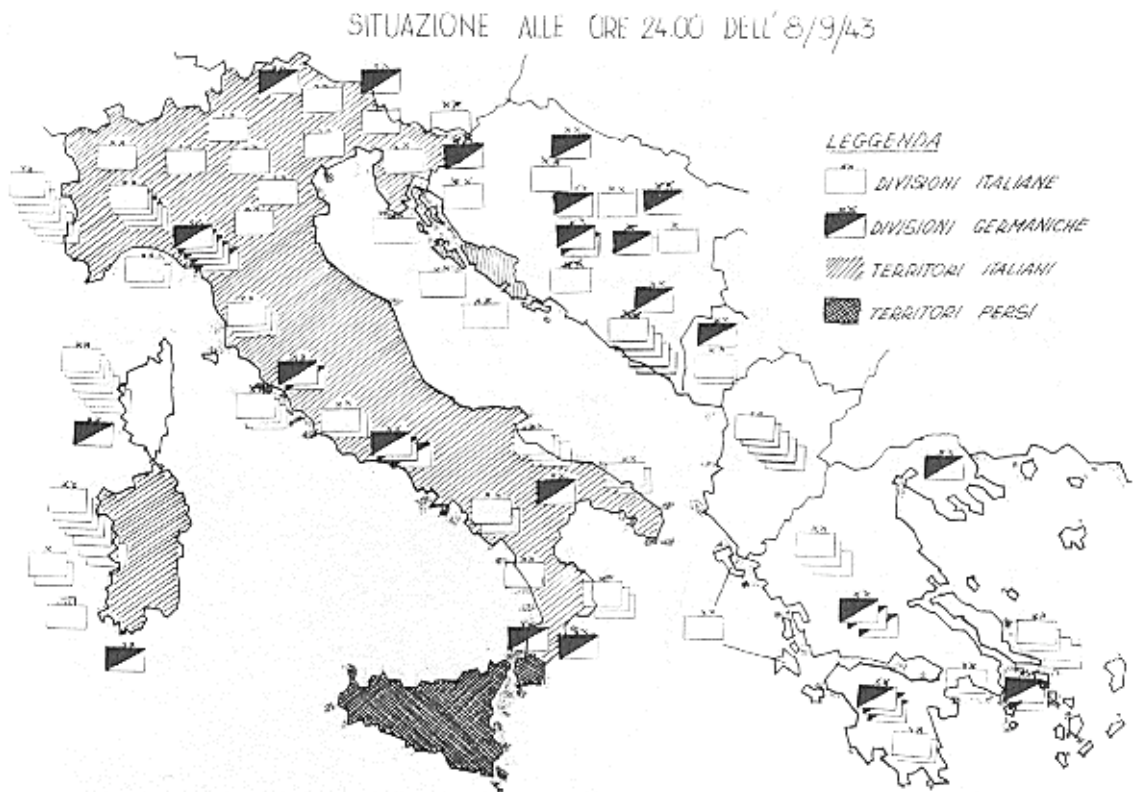 SITUAZIONE ALLE ORE 24.00 DELL' 8/9/43
LEGGENDA
DIVISIONI ITALIANE
DIVISIONI GERMANICHE
TERRITORI ITALIANI
TERRITORI PERSI